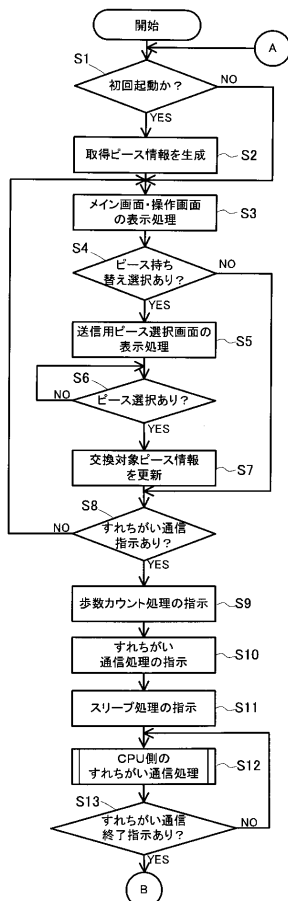 開始
A
S1
初回起動か？
NO
YES
取得ピース情報を生成
S2
メイン画面・操作画面
の表示処理
S3
S4
ピース持ち
替え選択あり？
NO
YES
送信用ピース選択画面の
表示処理
S5
S6
ピース選択あり？
NO
YES
交換対象ピース情報
を更新
S7
S8
すれちがい通信
指示あり？
NO
YES
歩数カウント処理の指示
S9
すれちがい
通信処理の指示
S10
スリープ処理の指示
S11
CPU側の
すれちがい通信処理
S12
S13
すれちがい通信
終了指示あり？
NO
YES
B